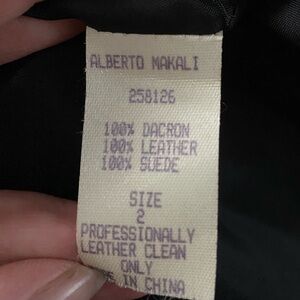 ALBERTO MAKALI
258126
100% DACRON
100% LEATHER
100% SUEDE
SIZE
2
PROFESSIONALLY
LEATHER CLEAN
ONLY
IN CHINA